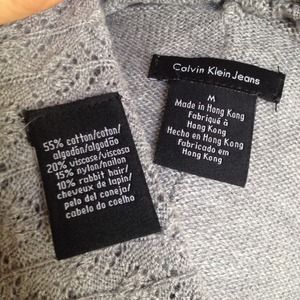 Calvin Klein Jeans
M
Made in Hong Kong
Fabriqué à
Hong Kong
Hecho en Hong Kong
Fabricado em
Hong Kong
55% cotton/coton/
algodón/algodão
20% viscose/viscosa
15% nylon/nailon
10% rabbit hair/
cheveux de lapin/
pelo del conejo/
cabelo do coelho